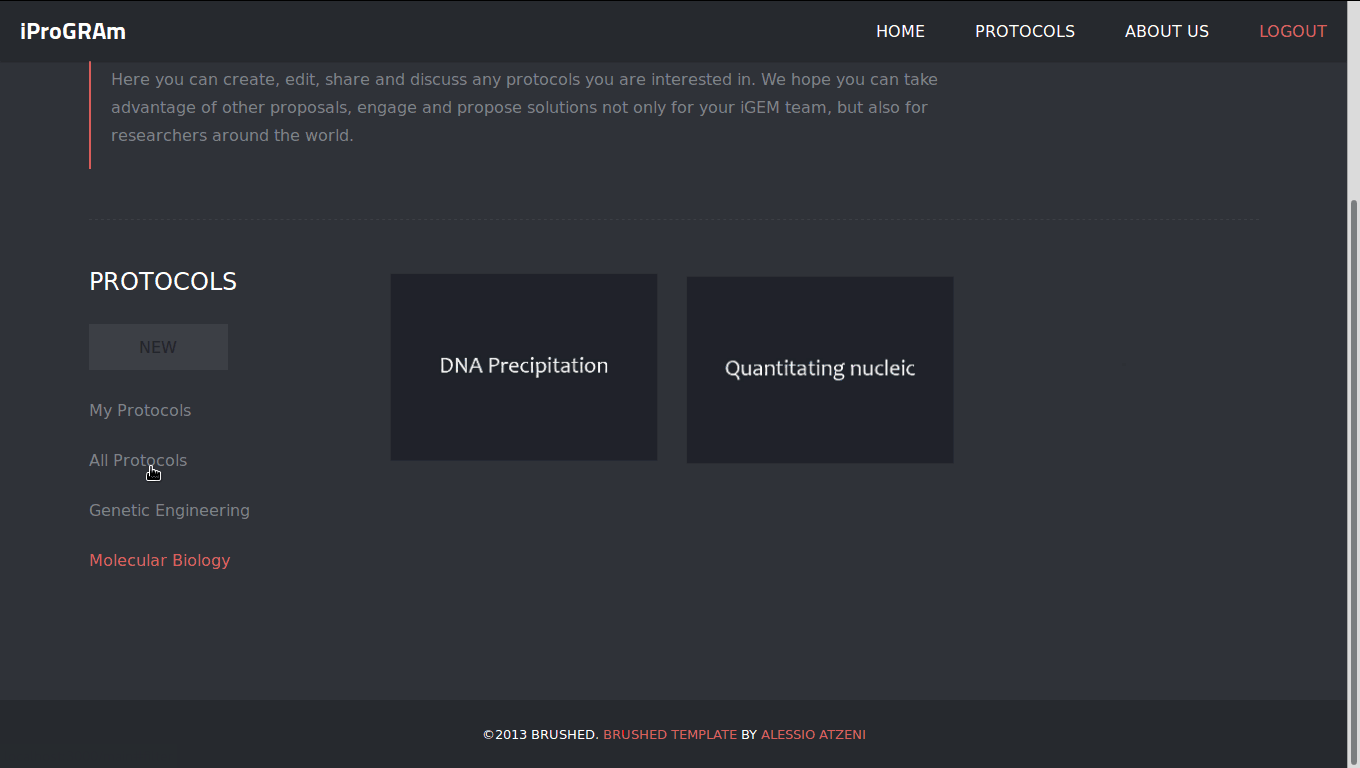 iProGRAm
HOME PROTOCOLS ABOUT US LOGOUT
Here you can create, edit, share and discuss any protocols you are interested in. We hope you can take
advantage of other proposals, engage and propose solutions not only for your iGEM team, but also for
researchers around the world.
PROTOCOLS
NEW
My Protocols
All Protocols
Genetic Engineering
Molecular Biology
DNA Precipitation
Quantitating nucleic
©2013 BRUSHED. BRUSHED TEMPLATE BY ALESSIO ATZENI